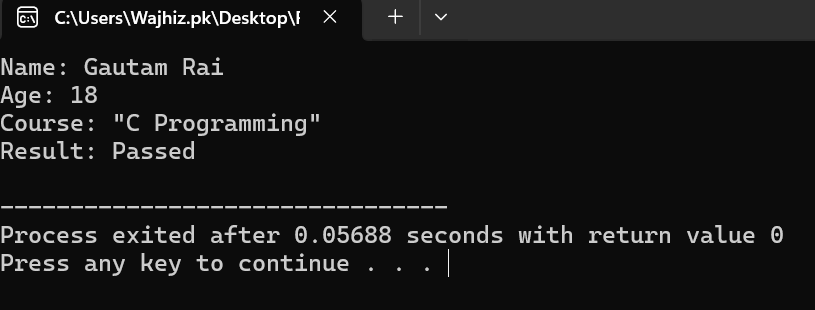 C:\Users\Wajhiz.pk\Desktop\F
Name: Gautam Rai
Age: 18
Course: "C Programming"
Result: Passed
--------------------------------
Process exited after 0.05688 seconds with return value 0
Press any key to continue . . .